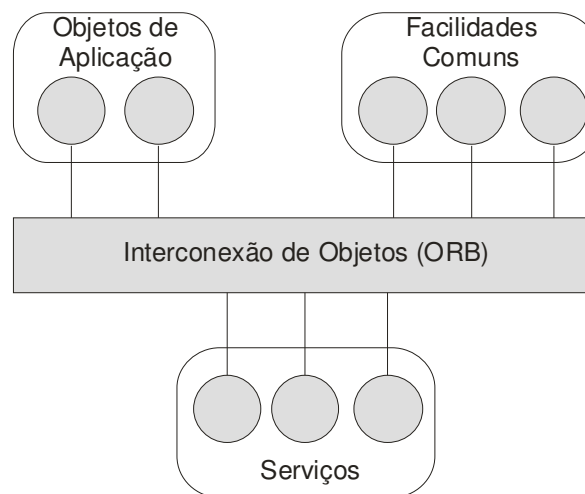 Objetos de
Aplicação
Facilidades
Comuns
Interconexão de Objetos (ORB)
Serviços